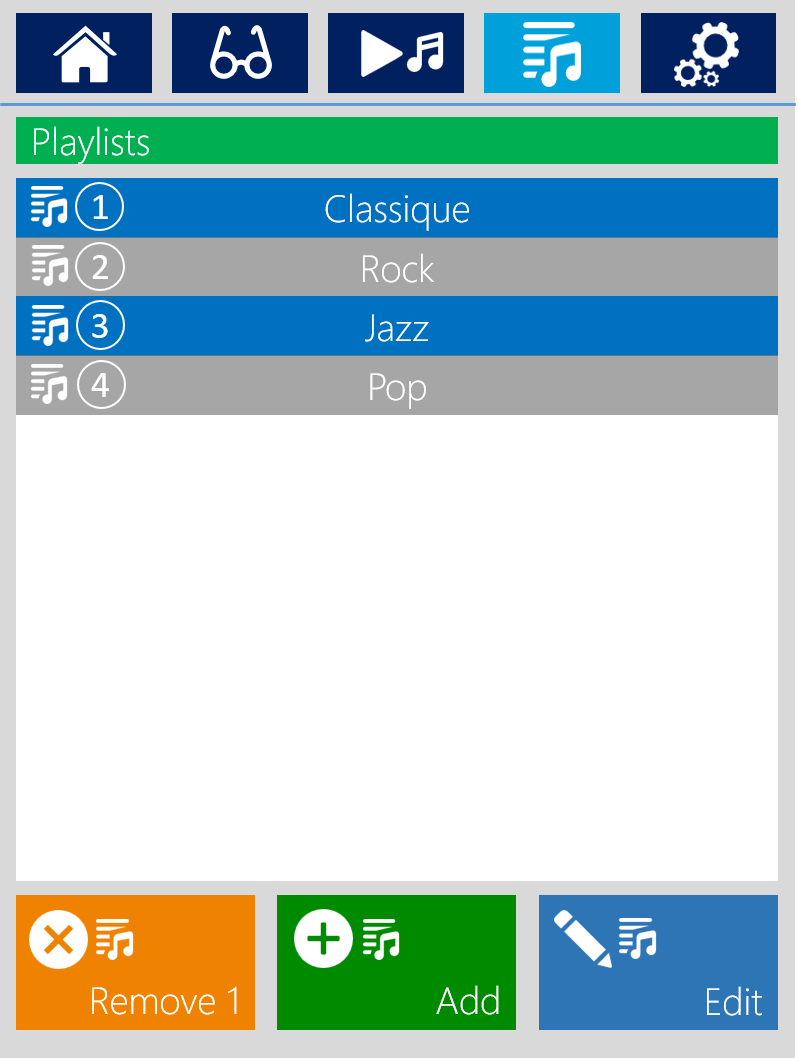 Playlists
1 Classique
2 Rock
3 Jazz
4 Pop
Remove 1
Add
Edit